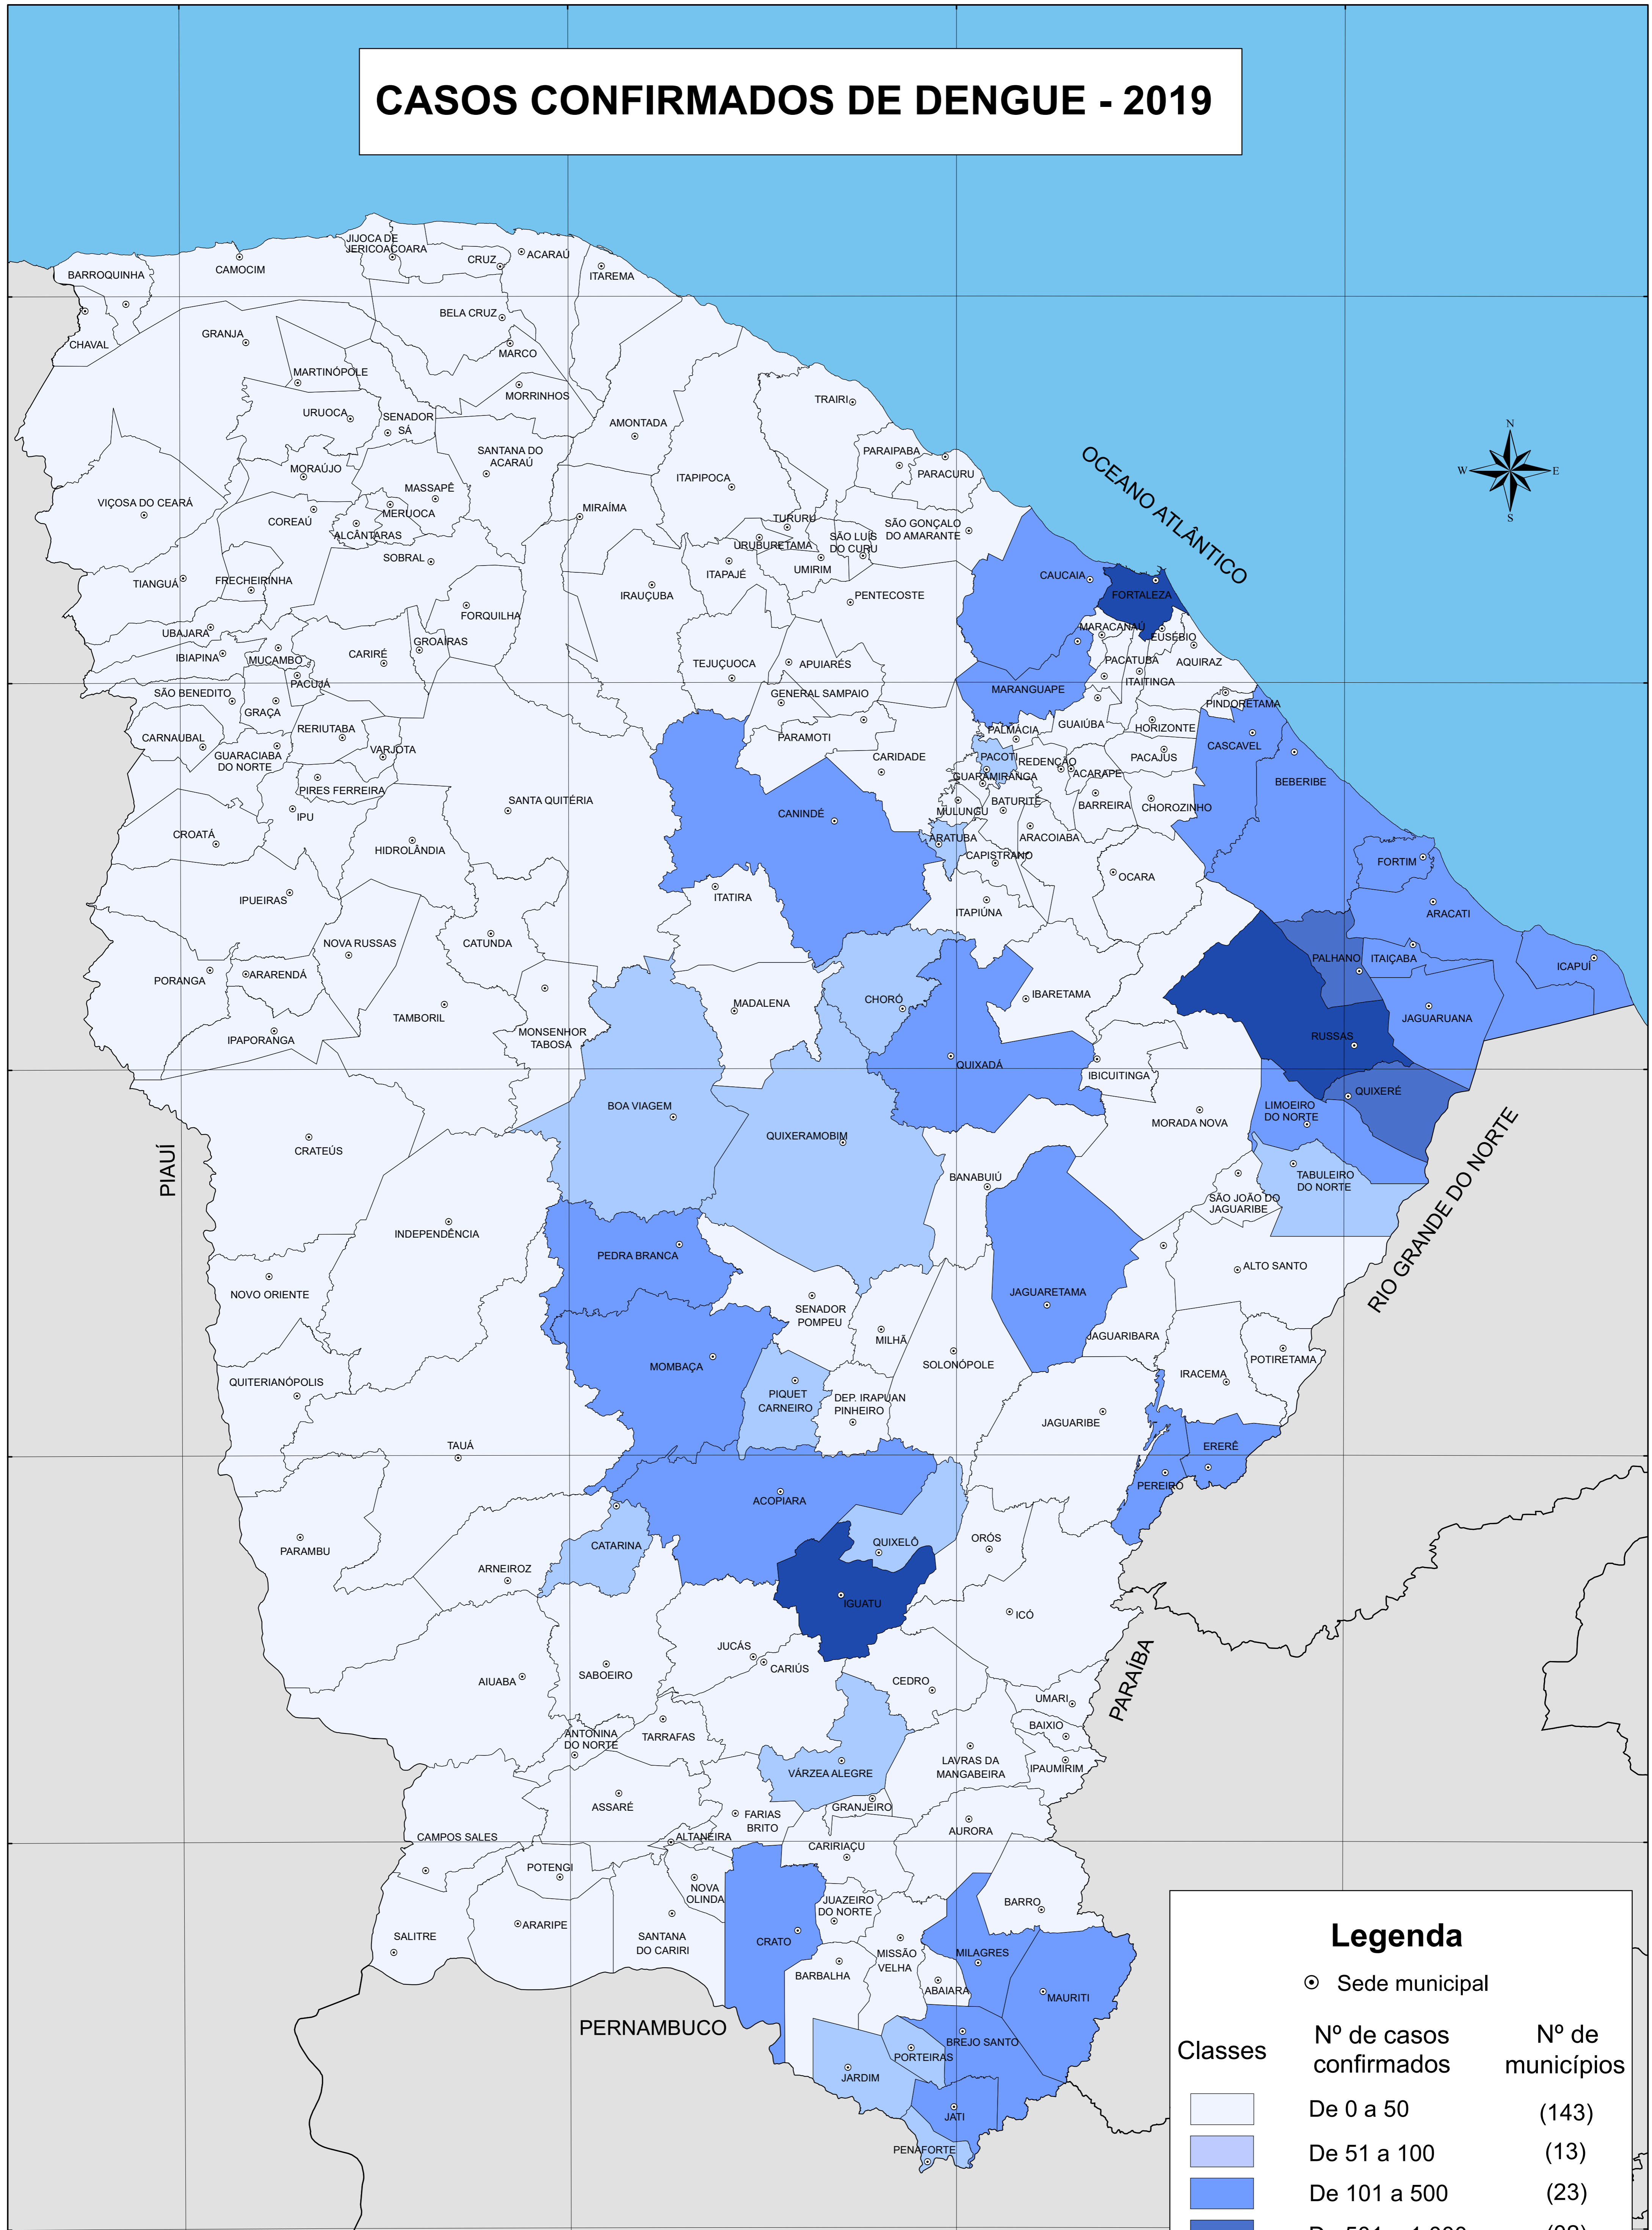 CASOS CONFIRMADOS DE DENGUE - 2019
JIJOCA DE
JERICOACOARA
CRUZ
ACARAÚ
BARROQUINHA
CAMOCIM
ITAREMA
CHAVAL
GRANJA
BELA CRUZ
MARCO
MARTINÓPOLE
MORRINHOS
TRAIRI
URUOCA
SENADOR
SÁ
AMONTADA
OCEANO ATLÂNTICO
N
W
E
S
SANTANA DO
ACARAÚ
PARAIPABA
PARACURU
MORAÚJO
ITAPIPOCA
VIÇOSA DO CEARÁ
MASSAPÊ
MERUOCA
MIRAÍMA
COREAÚ
ALCÂNTARAS
TURURU
SÃO GONÇALO
DO AMARANTE
URUBURETAMA
SÃO LUÍS
DO CURU
SOBRAL
UMIRIM
ITAPAJÉ
CAUCAIA
TIANGUÁ
FRECHEIRINHA
IRAUÇUBA
PENTECOSTE
FORTALEZA
FORQUILHA
UBAJARA
MARACANAÚ
EUSÉBIO
IBIAPINA
MUCAMBO
CARIRÉ
GROAÍRAS
TEJUÇUOCA
APUIARÉS
PACATUBA
AQUIRAZ
PACUJÁ
ITAITINGA
SÃO BENEDITO
GENERAL SAMPAIO
MARANGUAPE
PINDORETAMA
GRAÇA
GUAIÚBA
HORIZONTE
RERIUTABA
CARNAUBAL
PARAMOTI
PALMÁCIA
CASCAVEL
GUARACIABA
DO NORTE
VARJOTA
CARIDADE
PACOTI
REDENÇÃO
PACAJUS
ACARAPE
GUARAMIRANGA
BEBERIBE
PIRES FERREIRA
SANTA QUITÉRIA
BATURITÉ
BARREIRA
CHOROZINHO
MULUNGU
IPU
CANINDÉ
CROATÁ
ARATUBA
ARACOIABA
HIDROLÂNDIA
CAPISTRANO
FORTIM
OCARA
IPUEIRAS
ITATIRA
ITAPIÚNA
ARACATI
NOVA RUSSAS
CATUNDA
PALHANO
ITAIÇABA
ICAPUÍ
PORANGA
ARARENDÁ
IBARETAMA
MADALENA
CHORÓ
TAMBORIL
JAGUARUANA
MONSENHOR
TABOSA
IPAPORANGA
RUSSAS
QUIXADÁ
IBICUITINGA
QUIXERÉ
BOA VIAGEM
LIMOEIRO
DO NORTE
MORADA NOVA
QUIXERAMOBIM
CRATEÚS
PIAUÍ
BANABUIÚ
TABULEIRO
DO NORTE
SÃO JOÃO DO
JAGUARIBE
RIO GRANDE DO NORTE
INDEPENDÊNCIA
PEDRA BRANCA
ALTO SANTO
NOVO ORIENTE
JAGUARETAMA
SENADOR
POMPEU
MILHÃ
JAGUARIBARA
SOLONÓPOLE
POTIRETAMA
MOMBAÇA
IRACEMA
QUITERIANÓPOLIS
PIQUET
CARNEIRO
DEP. IRAPUAN
PINHEIRO
JAGUARIBE
TAUÁ
ERERÊ
PEREIRO
ACOPIARA
PARAMBU
CATARINA
QUIXELÔ
ORÓS
ARNEIROZ
IGUATU
ICÓ
JUCÁS
CARIÚS
AIUABA
SABOEIRO
CEDRO
PARAÍBA
UMARI
ANTONINA
DO NORTE
TARRAFAS
BAIXIO
LAVRAS DA
MANGABEIRA
IPAUMIRIM
VÁRZEA ALEGRE
ASSARÉ
GRANJEIRO
FARIAS
BRITO
AURORA
CAMPOS SALES
ALTANEIRA
CARIRIAÇU
POTENGI
NOVA
OLINDA
JUAZEIRO
DO NORTE
BARRO
ARARIPE
SALITRE
SANTANA
DO CARIRI
CRATO
MISSÃO
VELHA
MILAGRES
BARBALHA
ABAIARA
MAURITI
PERNAMBUCO
BREJO SANTO
PORTEIRAS
JARDIM
JATI
PENAFORTE
Legenda
Sede municipal
Classes
Nº de casos
confirmados
Nº de
municípios
De 0 a 50
(143)
De 51 a 100
(13)
De 101 a 500
(23)